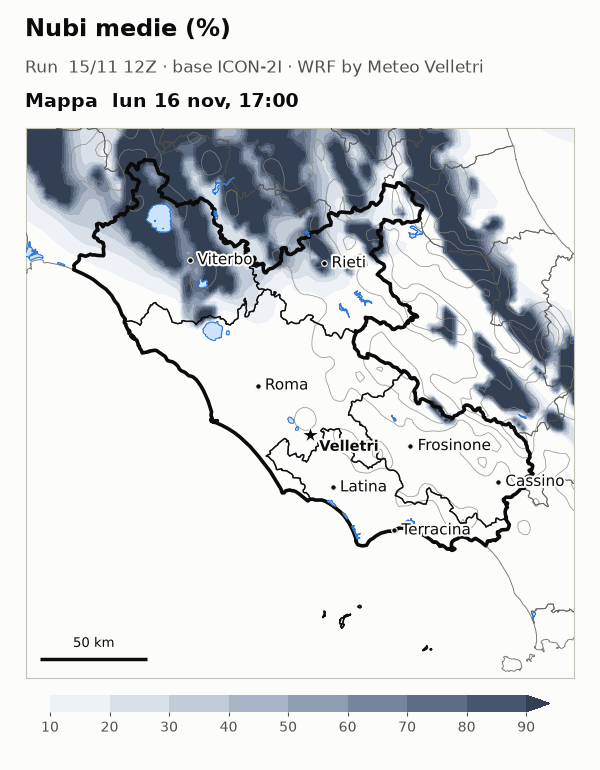 Nubi medie (%)
Run  15/11 12Z · base ICON-2I · WRF by Meteo Velletri
Mappa  lun 16 nov, 17:00
Viterbo
Rieti
Roma
Velletri
Frosinone
Latina
Cassino
Terracina
50 km
10 20 30 40 50 60 70 80 90